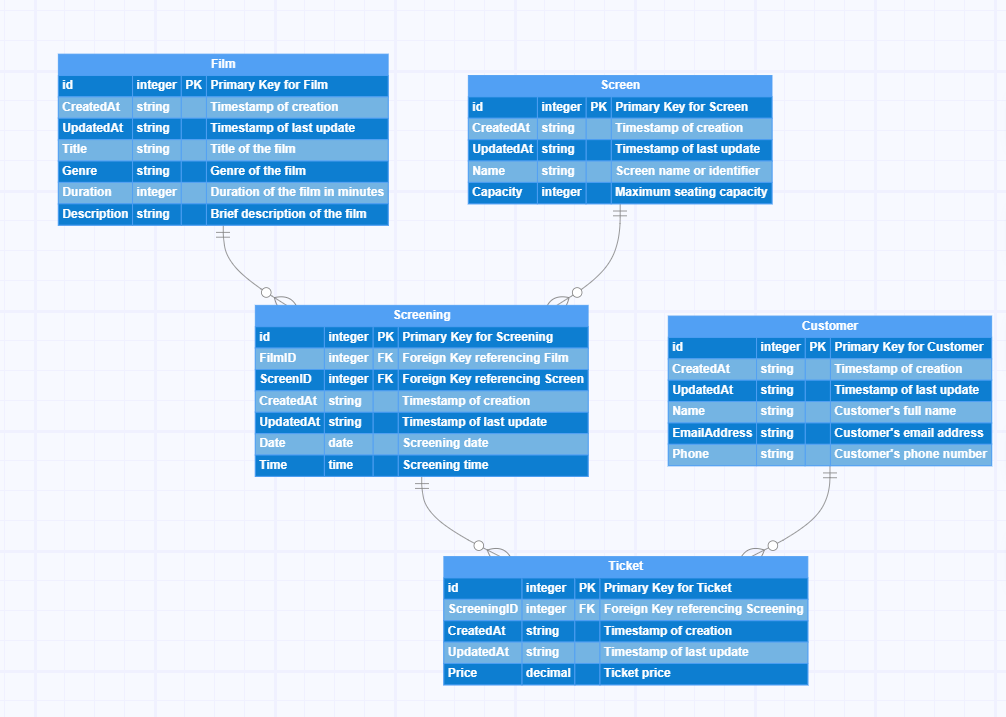 Film
id integer PK Primary Key for Film
CreatedAt string Timestamp of creation
UpdatedAt string Timestamp of last update
Title string Title of the film
Genre string Genre of the film
Duration integer Duration of the film in minutes
Description string Brief description of the film
Screen
id integer PK Primary Key for Screen
CreatedAt string Timestamp of creation
UpdatedAt string Timestamp of last update
Name string Screen name or identifier
Capacity integer Maximum seating capacity
Screening
id integer PK Primary Key for Screening
FilmID integer FK Foreign Key referencing Film
ScreenID integer FK Foreign Key referencing Screen
CreatedAt string Timestamp of creation
UpdatedAt string Timestamp of last update
Date date Screening date
Time time Screening time
Customer
id integer PK Primary Key for Customer
CreatedAt string Timestamp of creation
UpdatedAt string Timestamp of last update
Name string Customer's full name
EmailAddress string Customer's email address
Phone string Customer's phone number
Ticket
id integer PK Primary Key for Ticket
ScreeningID integer FK Foreign Key referencing Screening
CreatedAt string Timestamp of creation
UpdatedAt string Timestamp of last update
Price decimal Ticket price